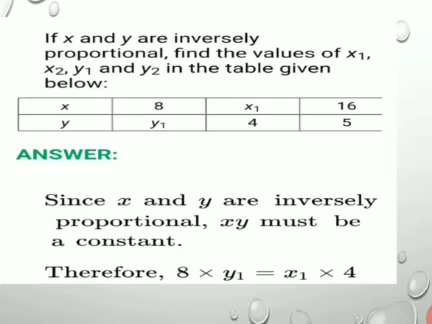 If x and y are inversely
proportional, find the values of x₁,
x₂, y₁ and y₂ in the table given
below:
x 8 x₁ 16
y y₁ 4 5
ANSWER:
Since x and y are inversely
proportional, xy must be
a constant.
Therefore, 8 × y₁ = x₁ × 4